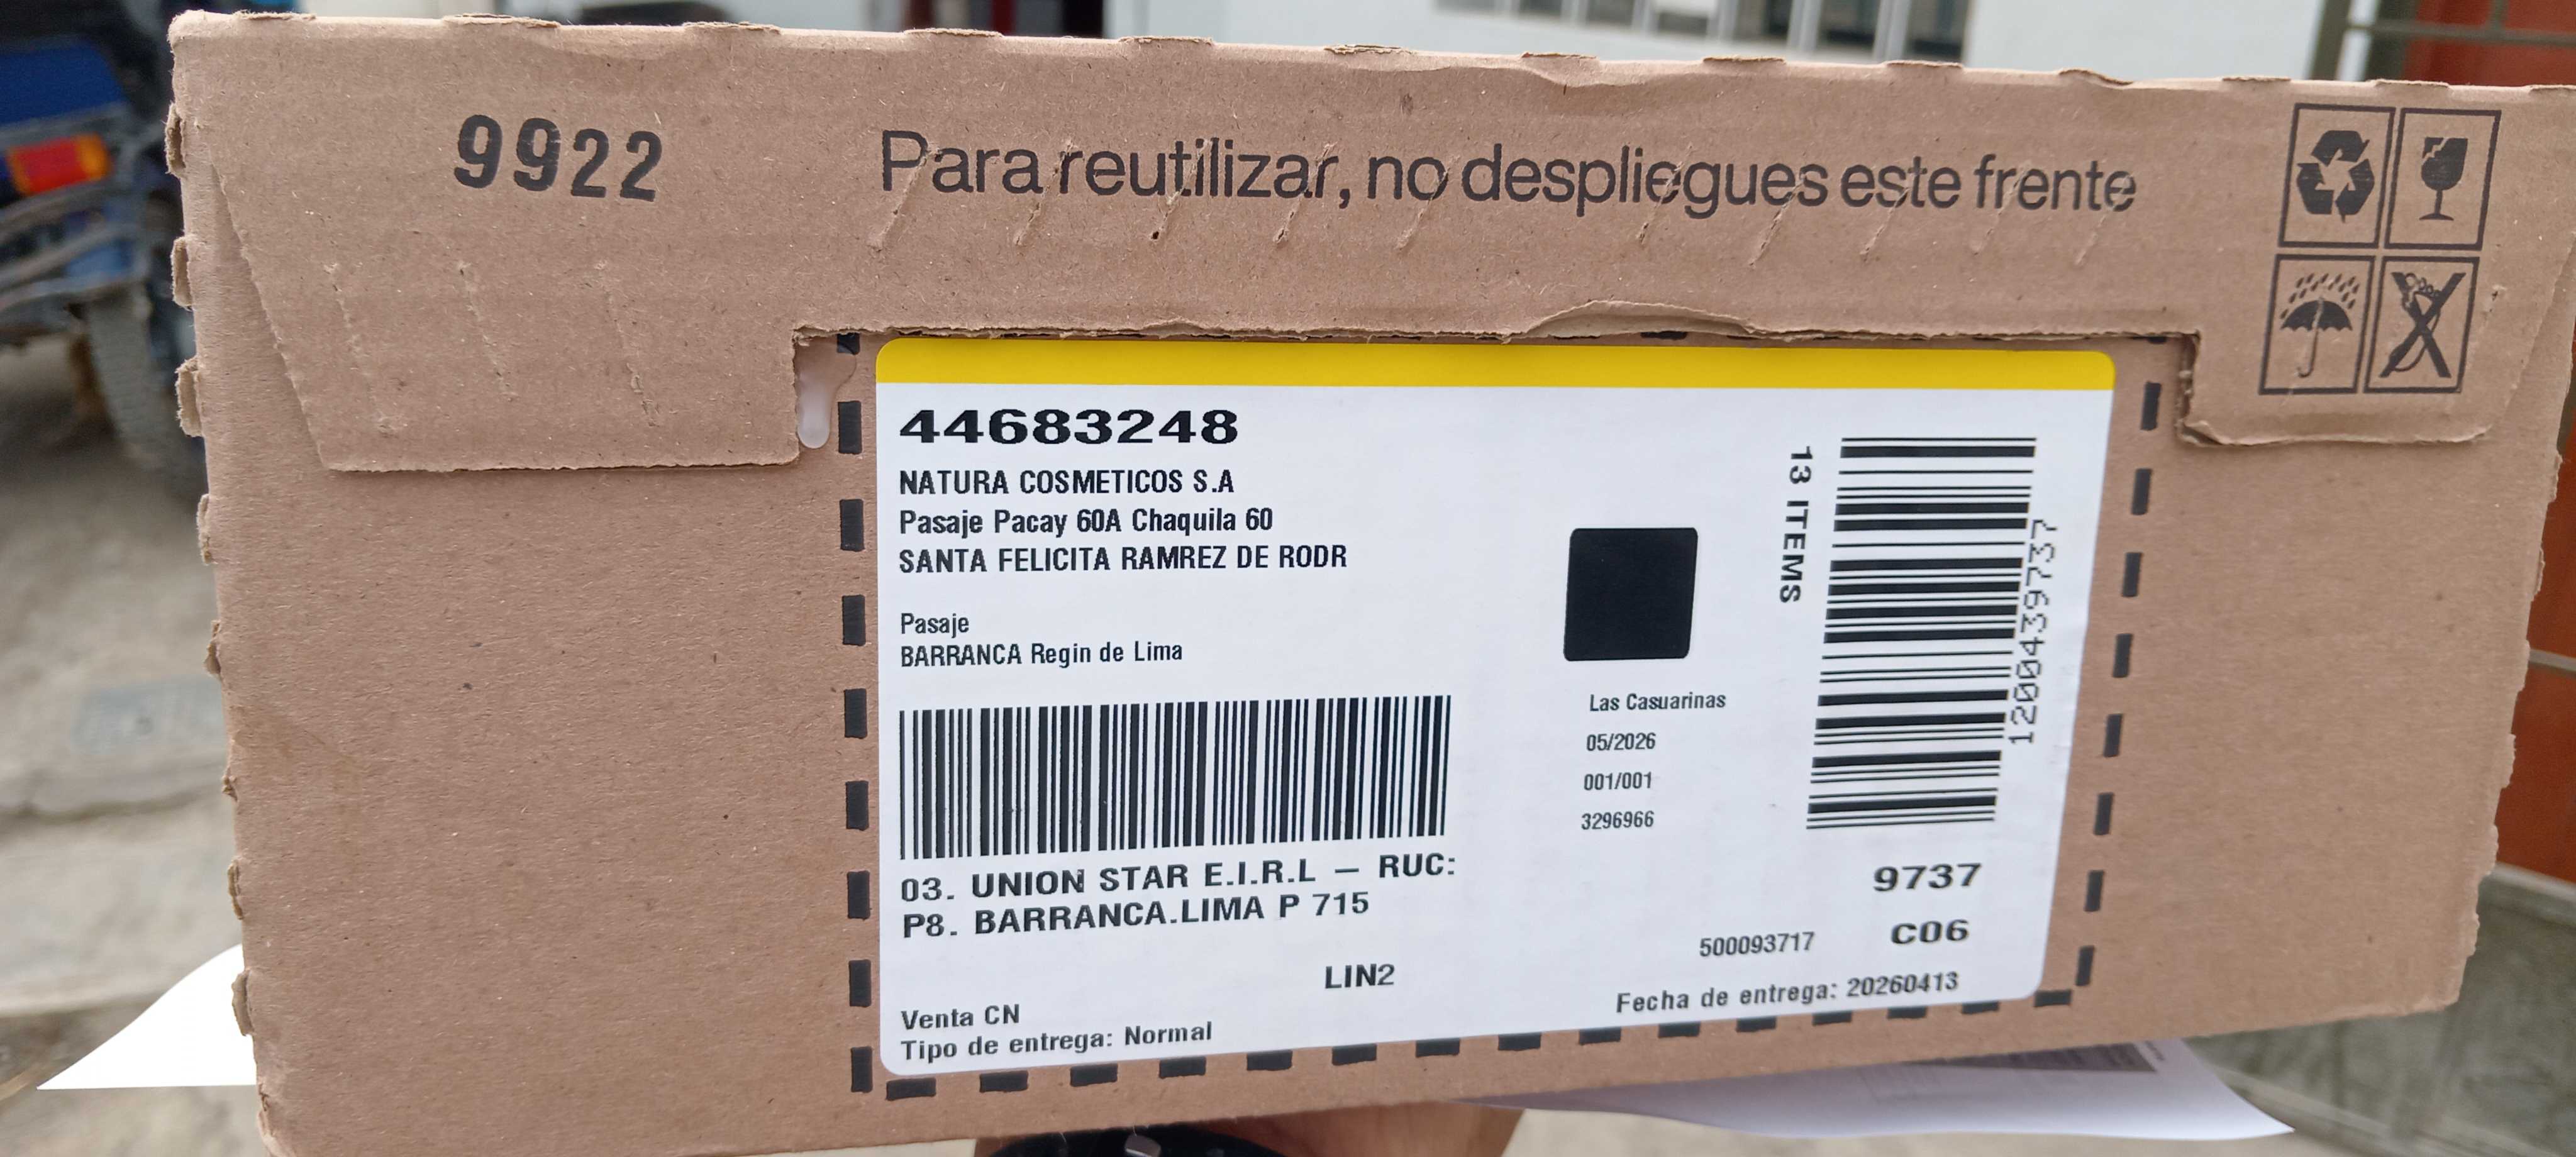 9922
Para reutilizar, no despliegues este frente
44683248
NATURA COSMETICOS S.A
Pasaje Pacay 60A Chaquila 60
SANTA FELICITA RAMREZ DE RODR
Pasaje
BARRANCA Regin de Lima
03. UNION STAR E.I.R.L – RUC:
P8. BARRANCA.LIMA P 715
LIN2
Venta CN
Tipo de entrega: Normal
Las Casuarinas
05/2026
001/001
3296966
13 ITEMS
1200439737
9737
C06
500093717
Fecha de entrega: 20260413